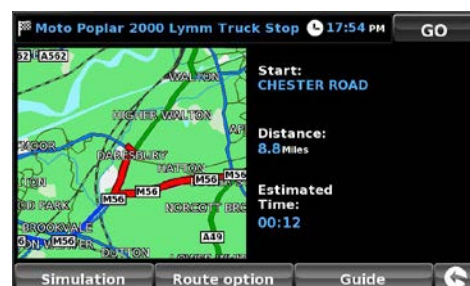 Moto Poplar 2000 Lymm Truck Stop 17:54 PM GO
A562
WALTON
HIGHER WALTON
DARESBURY
HATTON
M56 M56
M56
NORCOTT BRO
BROOKVALE
M56
A49
DUTTON
Start:
CHESTER ROAD
Distance:
8.8 Miles
Estimated
Time:
00:12
Simulation Route option Guide